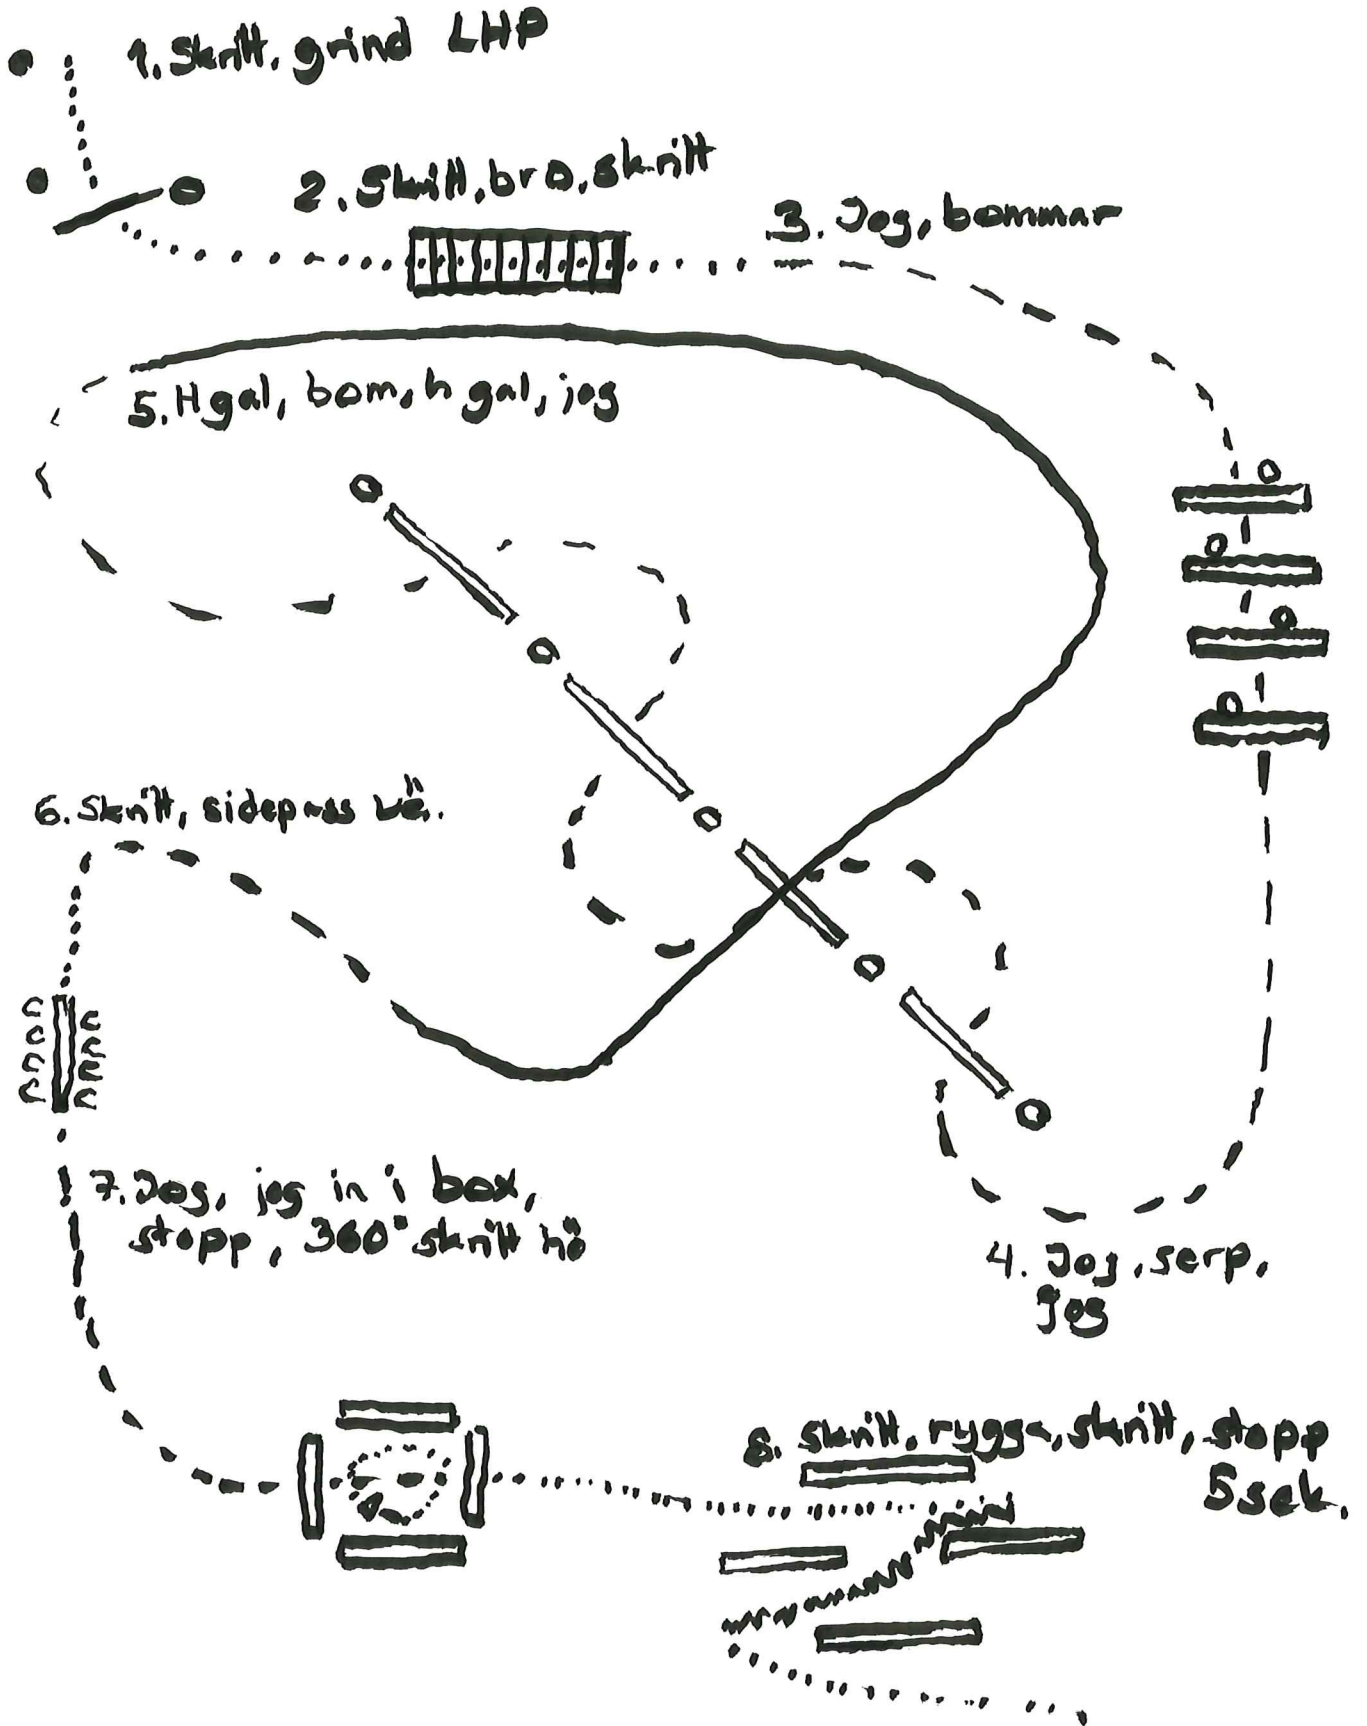 1. Skritt, grind LHP
2. Skritt, bro, skritt
3. Jog, bommar
5. H gal, bom, h gal, jog
6. Skritt, sidepass vä.
7. Jog, jog in i box,
stopp, 360° skritt hö
4. Jog, serp,
jog
8. Skritt, rygga, skritt, stopp
5 sek.